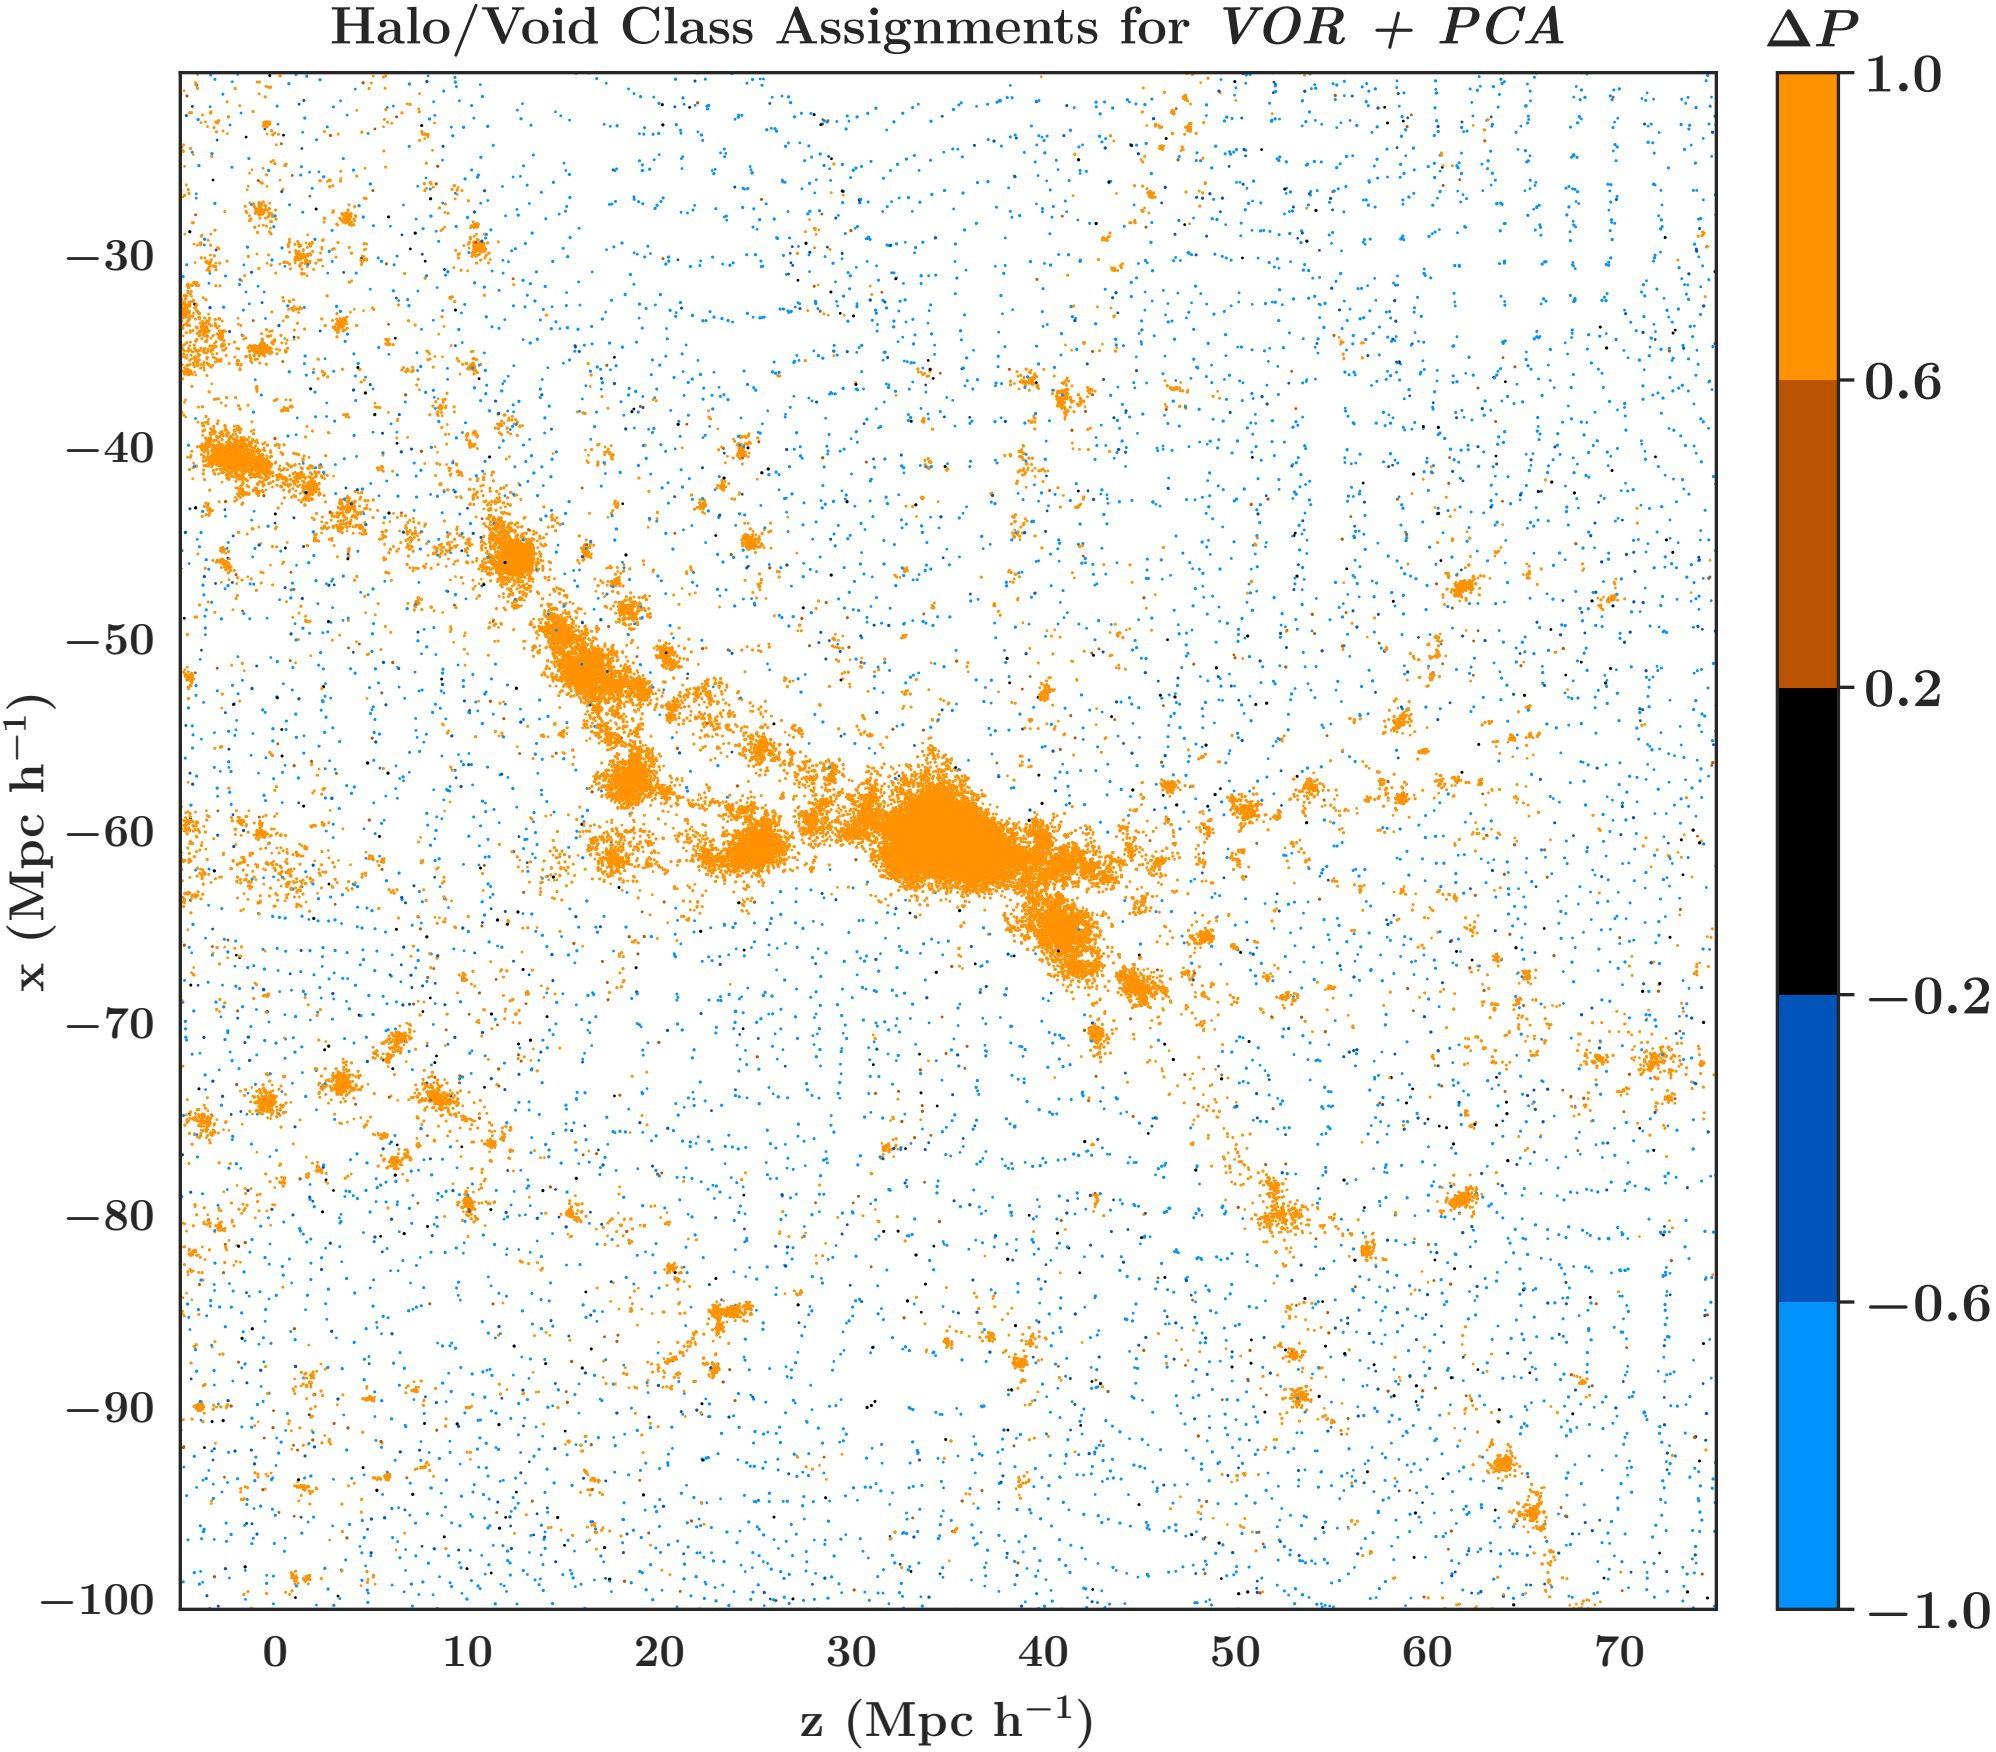 Halo/Void Class Assignments for VOR + PCA
ΔP
1.0
0.6
0.2
−0.2
−0.6
−1.0
−30
−40
−50
−60
−70
−80
−90
−100
x (Mpc h⁻¹)
0 10 20 30 40 50 60 70
z (Mpc h⁻¹)